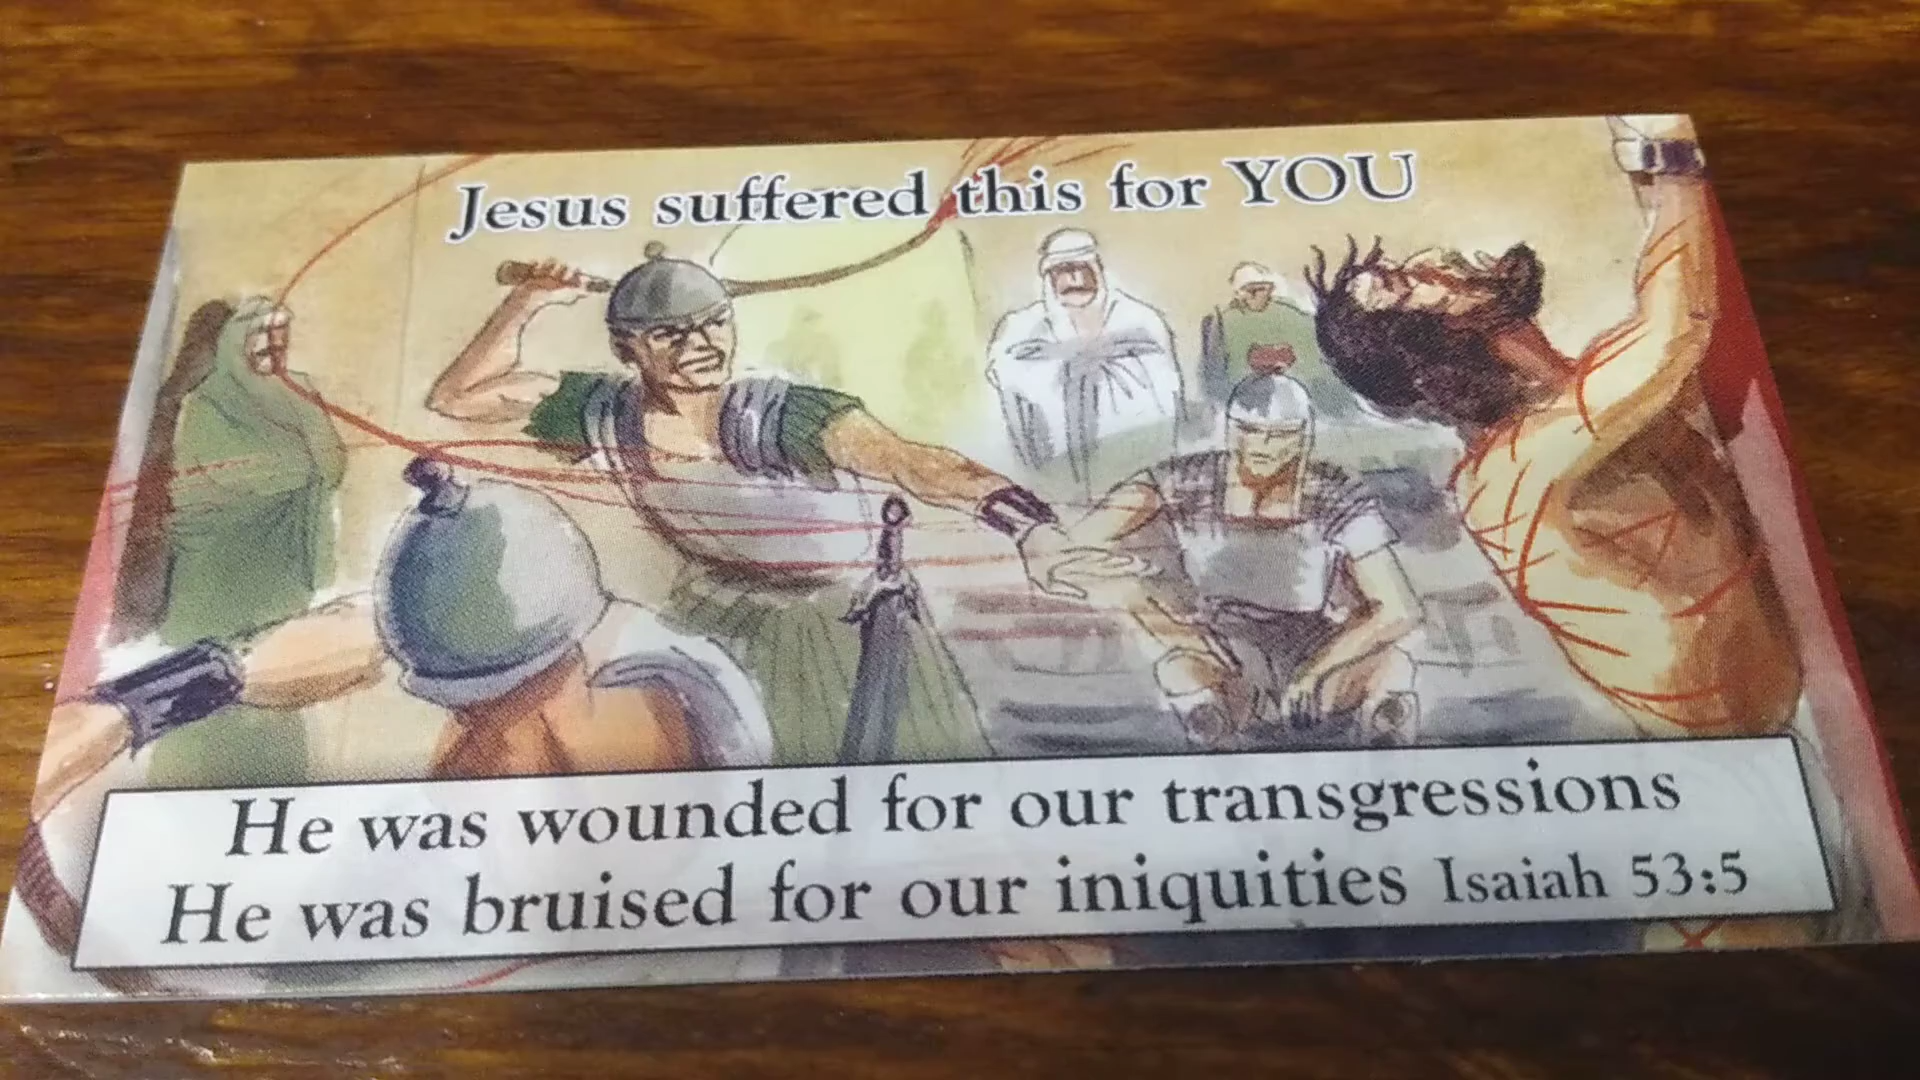 Jesus suffered this for YOU
He was wounded for our transgressions
He was bruised for our iniquities Isaiah 53:5